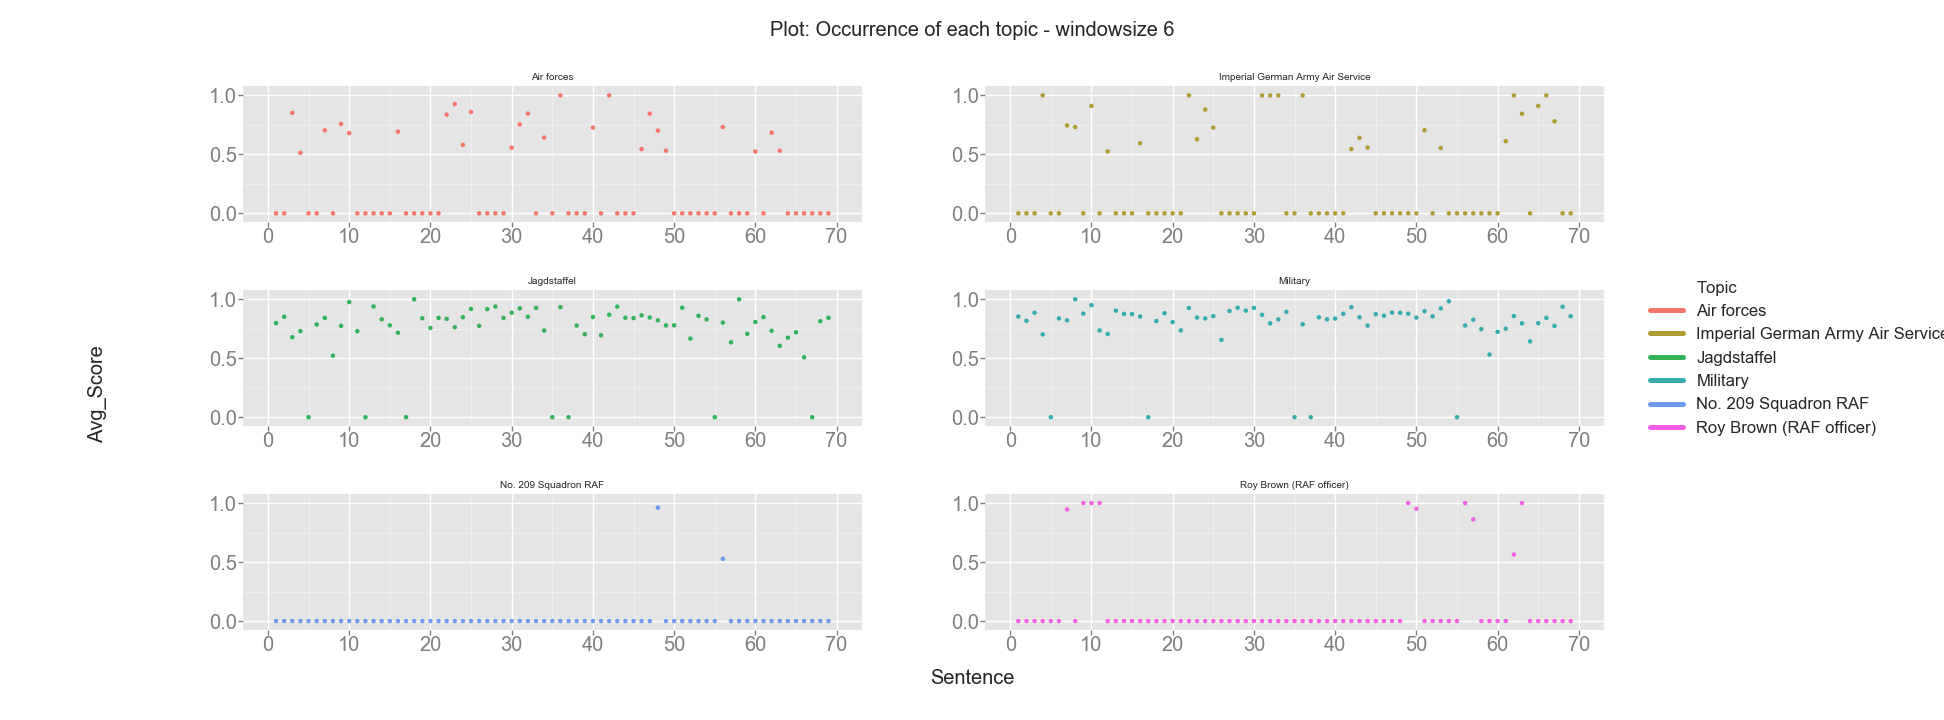 Plot: Occurrence of each topic - windowsize 6
Air forces
1.0
0.5
0.0
0 10 20 30 40 50 60 70
Imperial German Army Air Service
1.0
0.5
0.0
0 10 20 30 40 50 60 70
Jagdstaffel
1.0
0.5
0.0
0 10 20 30 40 50 60 70
Military
1.0
0.5
0.0
0 10 20 30 40 50 60 70
No. 209 Squadron RAF
1.0
0.5
0.0
0 10 20 30 40 50 60 70
Roy Brown (RAF officer)
1.0
0.5
0.0
0 10 20 30 40 50 60 70
Avg_Score
Sentence
Topic
Air forces
Imperial German Army Air Service
Jagdstaffel
Military
No. 209 Squadron RAF
Roy Brown (RAF officer)